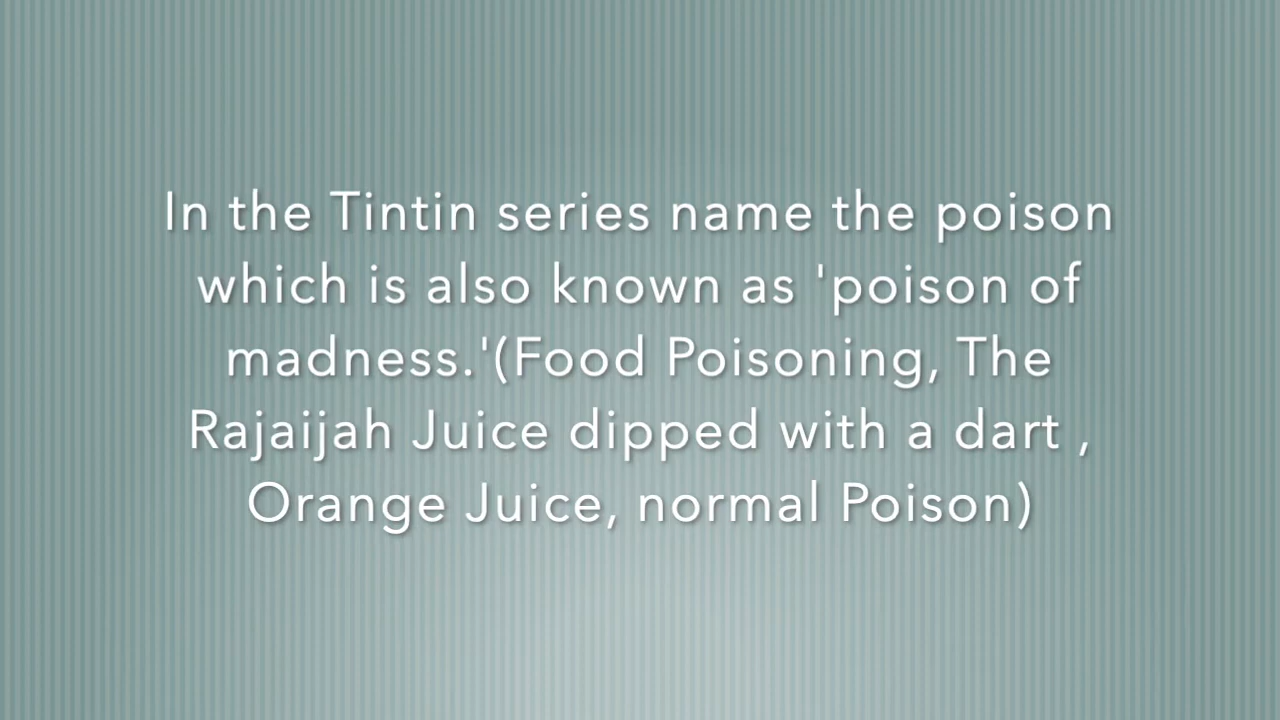 In the Tintin series name the poison
which is also known as 'poison of
madness.'(Food Poisoning, The
Rajaijah Juice dipped with a dart ,
Orange Juice, normal Poison)